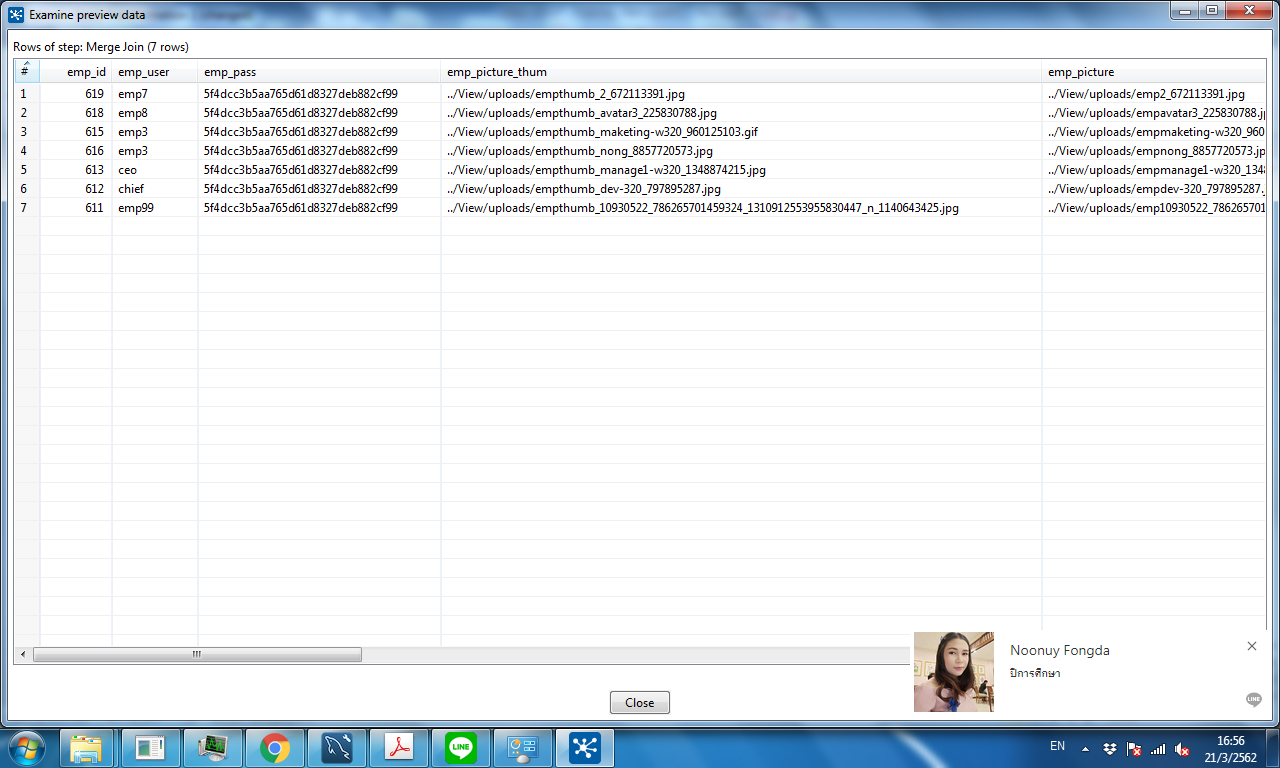 Examine preview data
Rows of step: Merge Join (7 rows)
# emp_id emp_user emp_pass emp_picture_thum emp_picture
1 619 emp7 5f4dcc3b5aa765d61d8327deb882cf99 ../View/uploads/empthumb_2_672113391.jpg ../View/uploads/emp2_672113391.jpg
2 618 emp8 5f4dcc3b5aa765d61d8327deb882cf99 ../View/uploads/empthumb_avatar3_225830788.jpg ../View/uploads/empavatar3_225830788.j
3 615 emp3 5f4dcc3b5aa765d61d8327deb882cf99 ../View/uploads/empthumb_maketing-w320_960125103.gif ../View/uploads/empmaketing-w320_960
4 616 emp3 5f4dcc3b5aa765d61d8327deb882cf99 ../View/uploads/empthumb_nong_8857720573.jpg ../View/uploads/empnong_8857720573.jp
5 613 ceo 5f4dcc3b5aa765d61d8327deb882cf99 ../View/uploads/empthumb_manage1-w320_1348874215.jpg ../View/uploads/empmanage1-w320_134
6 612 chief 5f4dcc3b5aa765d61d8327deb882cf99 ../View/uploads/empthumb_dev-320_797895287.jpg ../View/uploads/empdev-320_797895287.
7 611 emp99 5f4dcc3b5aa765d61d8327deb882cf99 ../View/uploads/empthumb_10930522_786265701459324_1310912553955830447_n_1140643425.jpg ../View/uploads/emp10930522_786265701
Noonuy Fongda
ปีการศึกษา
LINE
Close
LINE
EN
16:56
21/3/2562